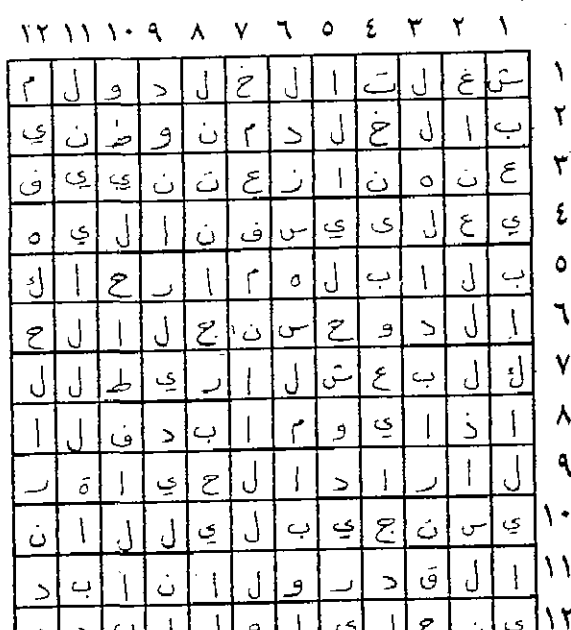 ١ ٢ ٣ ٤ ٥ ٦ ٧ ٨ ٩ ١٠ ١١ ١٢
١ ش غ ل ت ا ل خ ل د و ل م
٢ ب ا ل خ ل د م ن و ط ن ي
٣ ع ن ه ن ا ز ع ت ن ي ي ف
٤ ي ع ل ى ي س ف ن ا ل ي ه
٥ ب ل ا ب ل ه م ا ر ح ا ك
٦ ا ل د و ح س ن ح ل ا ل ح
٧ ك ل ب ع ش ل ا ر ي ط ل ل
٨ ا ذ ا ي و م ا ب د ف ل ا
٩ ل ا ر ا د ا ل ح ي ا ة ر
١٠ ي س ت ج ي ب ل ي ل ل ا ن
١١ ا ل ق د ر و ل ا ن ا ب د
١٢